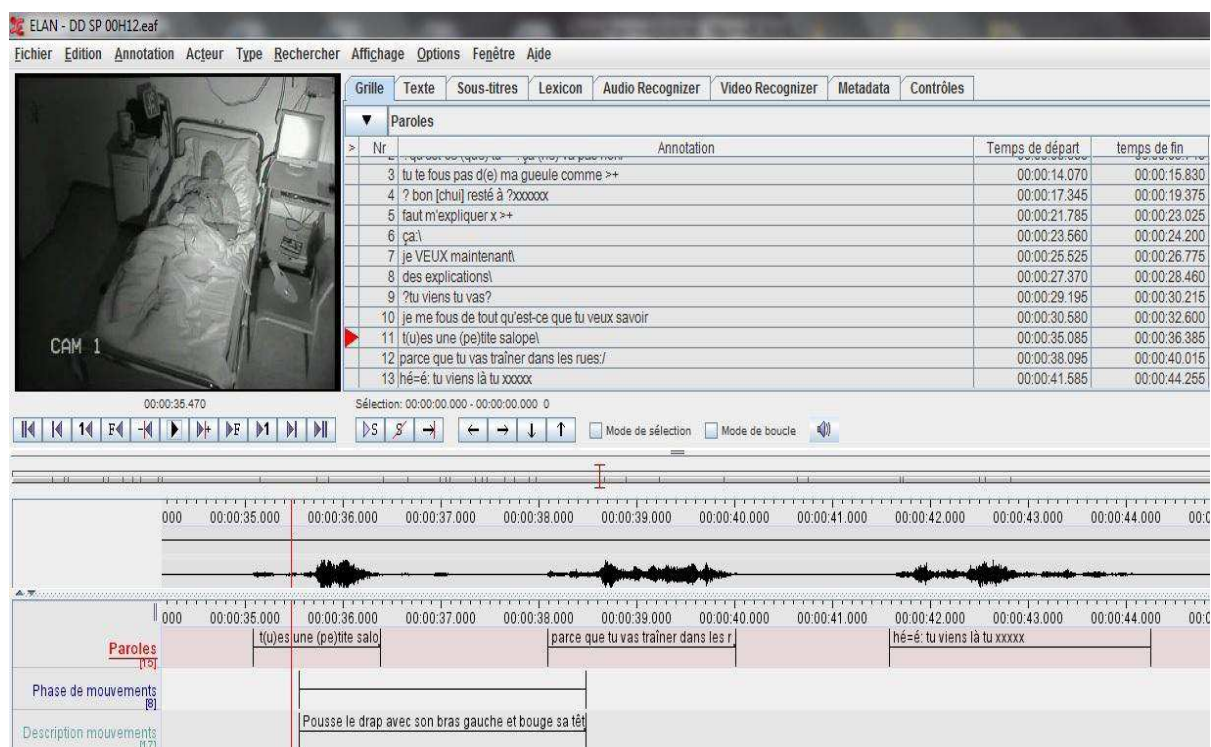 ELAN - DD SP 00H12.eaf
Fichier Edition Annotation Acteur Type Rechercher Affichage Options Fenêtre Aide
Grille Texte Sous-titres Lexicon Audio Recognizer Video Recognizer Metadata Contrôles
▼ Paroles
> Nr Annotation Temps de départ temps de fin
3 tu te fous pas d(e) ma gueule comme >+ 00:00:14.070 00:00:15.830
4 ? bon [chui] resté à ?xxxxxx 00:00:17.345 00:00:19.375
5 faut m'expliquer x >+ 00:00:21.785 00:00:23.025
6 ça:\ 00:00:23.560 00:00:24.200
7 je VEUX maintenant\ 00:00:25.525 00:00:26.775
8 des explications\ 00:00:27.370 00:00:28.460
9 ?tu viens tu vas? 00:00:29.195 00:00:30.215
10 je me fous de tout qu'est-ce que tu veux savoir 00:00:30.580 00:00:32.600
11 t(u)es une (pe)tite salope\ 00:00:35.085 00:00:36.385
12 parce que tu vas traîner dans les rues:/ 00:00:38.095 00:00:40.015
13 hé=é: tu viens là tu xxxxx 00:00:41.585 00:00:44.255
CAM 1
00:00:35.470
Sélection: 00:00:00.000 - 00:00:00.000 0
Mode de sélection Mode de boucle
000 00:00:35.000 00:00:36.000 00:00:37.000 00:00:38.000 00:00:39.000 00:00:40.000 00:00:41.000 00:00:42.000 00:00:43.000 00:00:44.000 00:0
000 00:00:35.000 00:00:36.000 00:00:37.000 00:00:38.000 00:00:39.000 00:00:40.000 00:00:41.000 00:00:42.000 00:00:43.000 00:00:44.000 00:0
Paroles t(u)es une (pe)tite salo parce que tu vas traîner dans les r hé=é: tu viens là tu xxxxx
[15]
Phase de mouvements
[8]
Description mouvements Pousse le drap avec son bras gauche et bouge sa têt
[17]